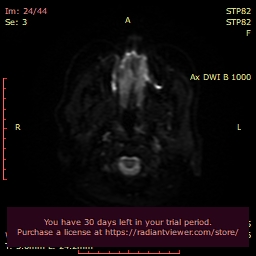 Im: 24/44
Se: 3
A
STP82
STP82
F
Ax DWI B 1000
R
L
You have 30 days left in your trial period.
Purchase a license at https://radiantviewer.com/store/